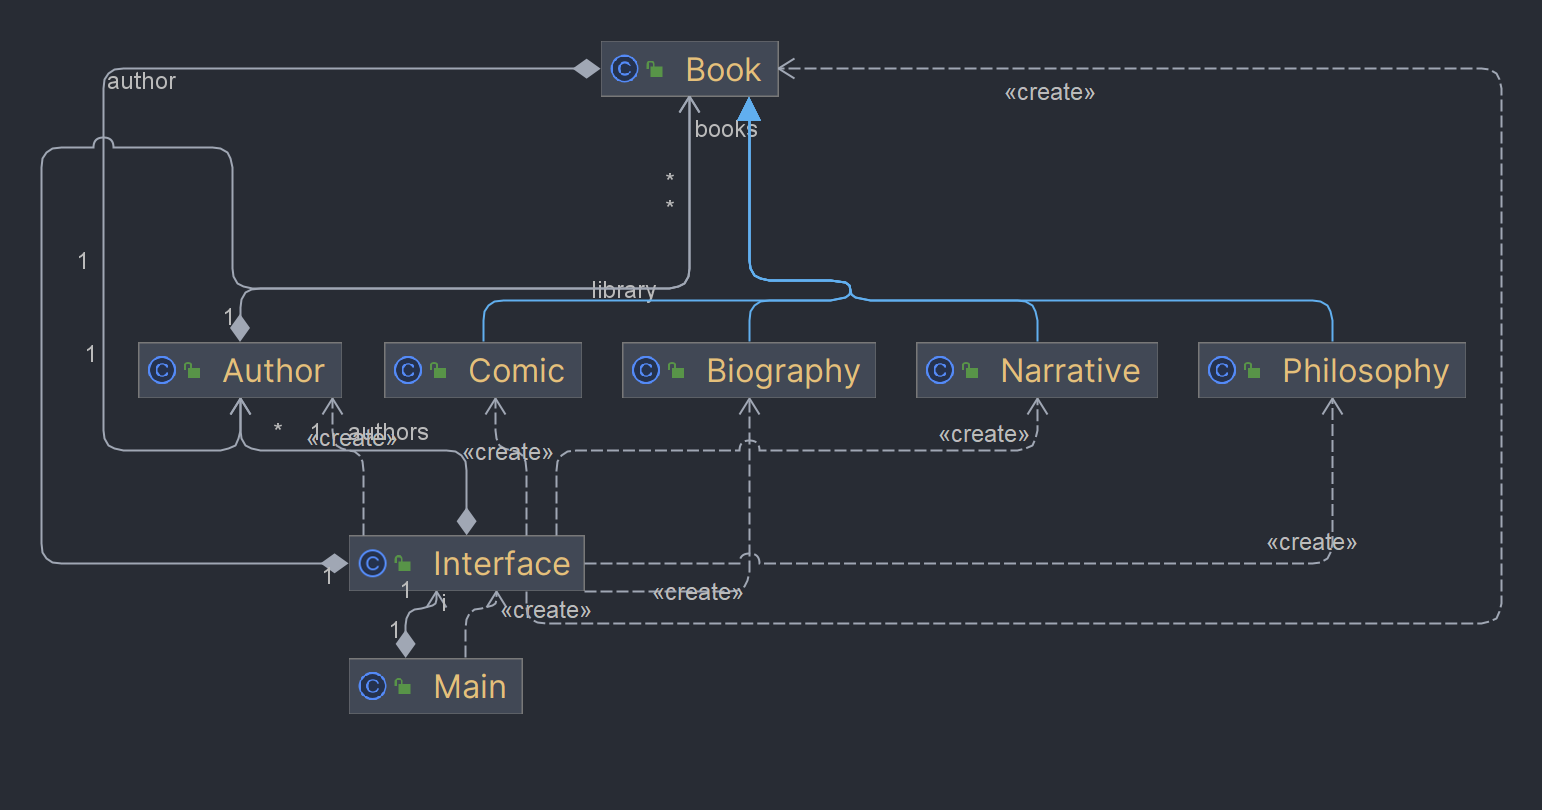 Book
author
«create»
books
*
*
1
library
1
1
Author
Comic
Biography
Narrative
Philosophy
* 1 authors
«create»
«create»
«create»
«create»
Interface
1
1
i
«create»
«create»
1
Main